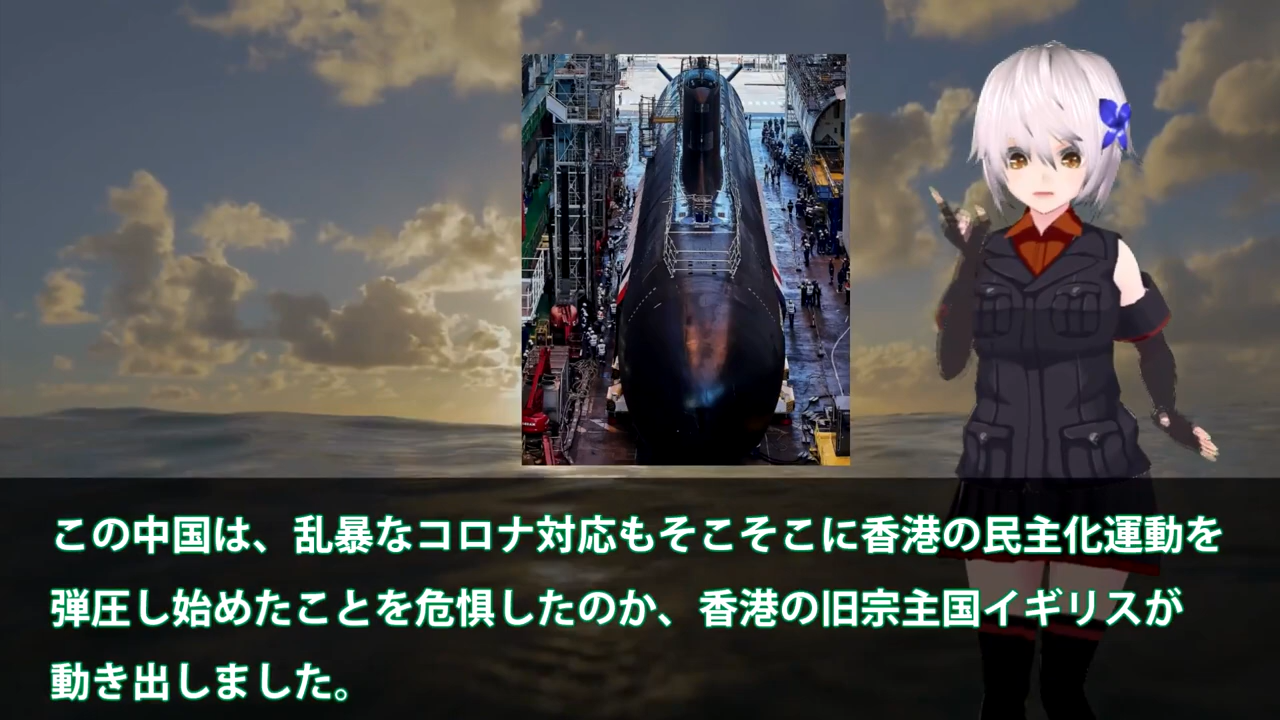 この中国は、乱暴なコロナ対応もそこそこに香港の民主化運動を
弾圧し始めたことを危惧したのか、香港の旧宗主国イギリスが
動き出しました。